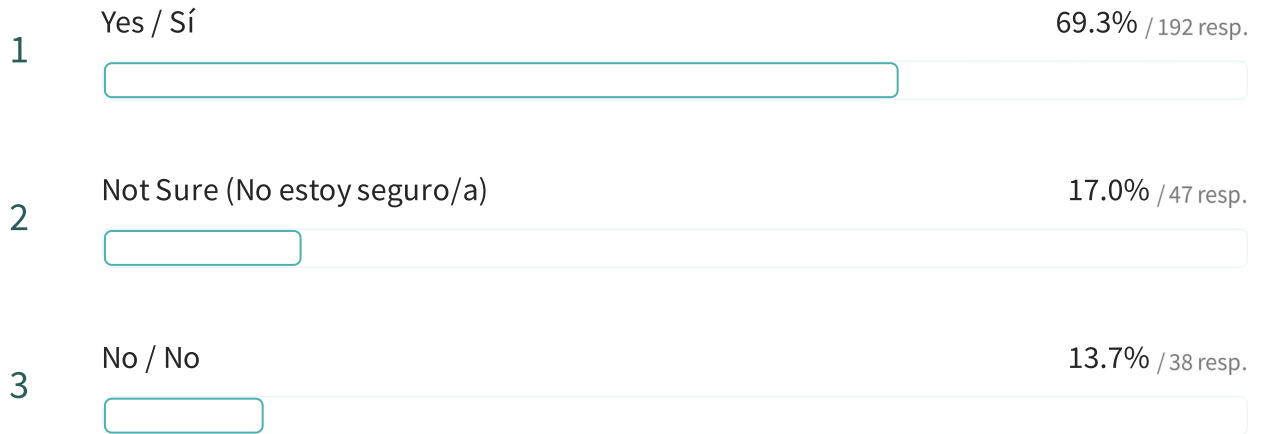 1
Yes / Sí
69.3% / 192 resp.
2
Not Sure (No estoy seguro/a)
17.0% / 47 resp.
3
No / No
13.7% / 38 resp.